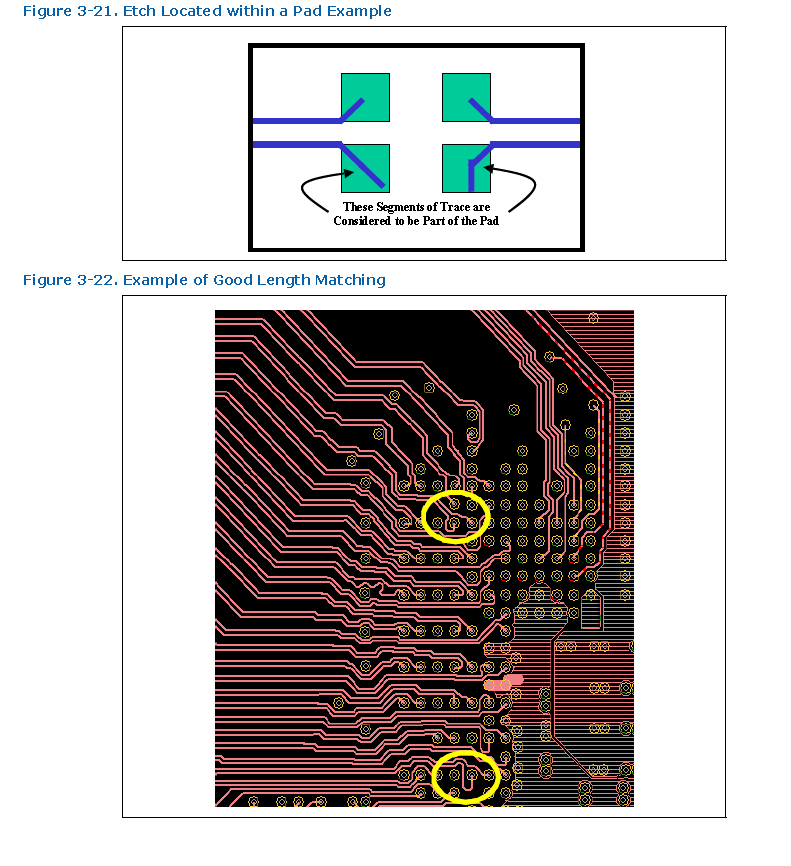 Figure 3-21. Etch Located within a Pad Example
These Segments of Trace are
Considered to be Part of the Pad
Figure 3-22. Example of Good Length Matching